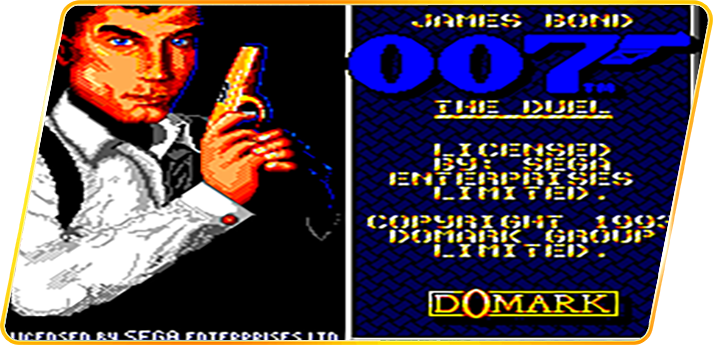 JAMES BOND
007
TM
THE DUEL
LICENSED
BY: SEGA
ENTERPRISES
LIMITED.
COPYRIGHT 1993
DOMARK GROUP
LIMITED.
DOMARK
LICENSED BY SEGA ENTERPRISES LTD